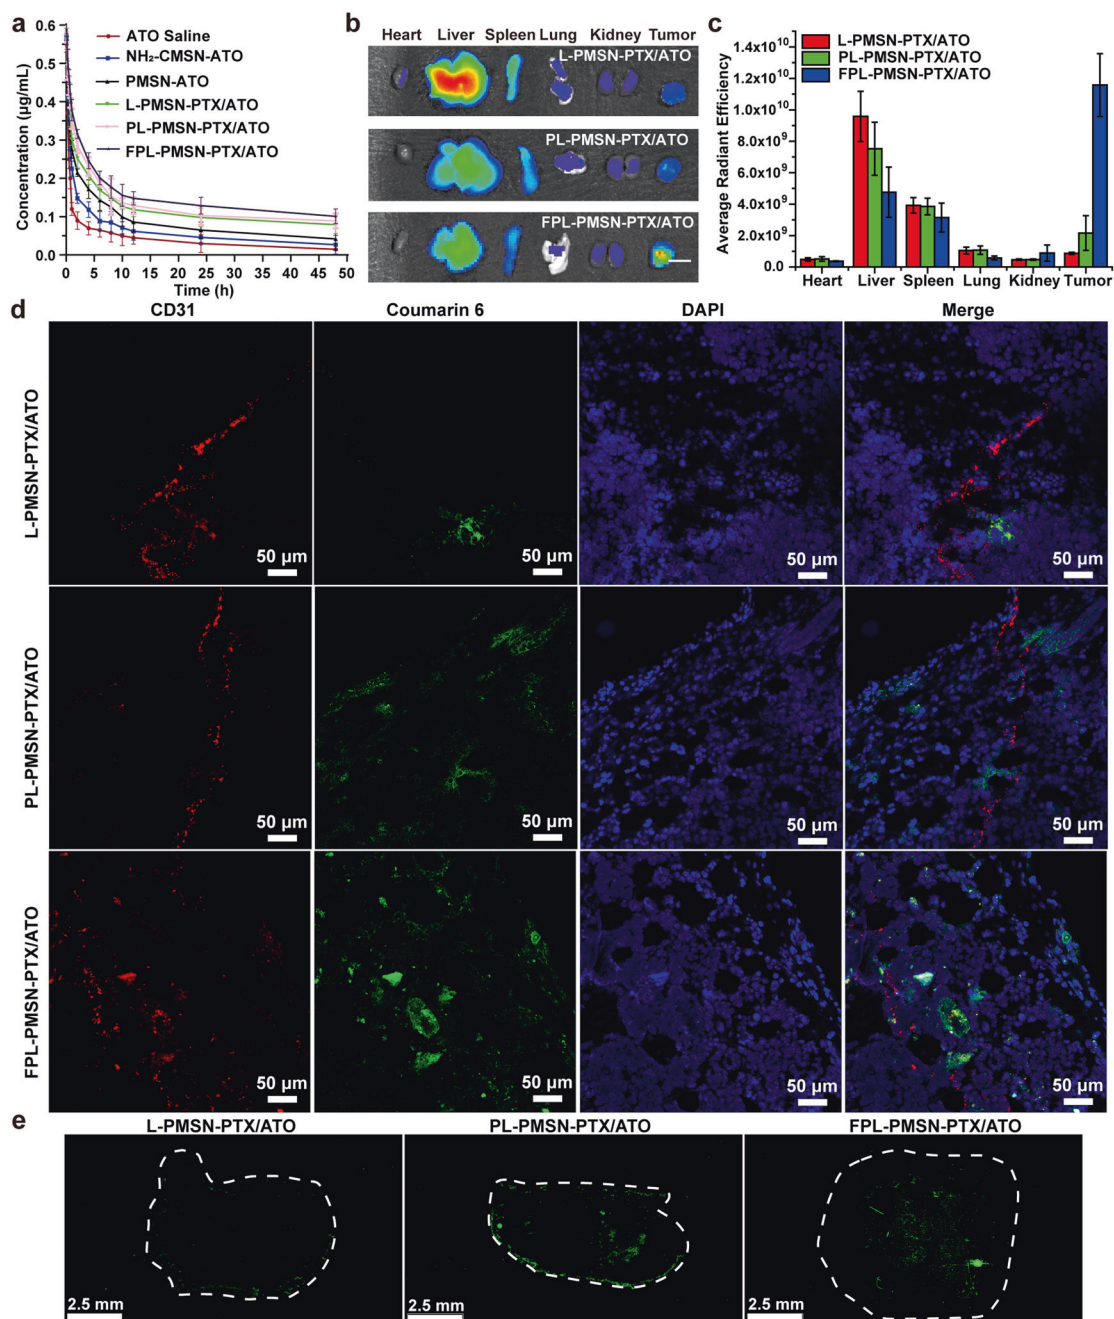 a
Concentration (µg/mL)
0.6
0.5
0.4
0.3
0.2
0.1
0.0
0 5 10 15 20 25 30 35 40 45 50
Time (h)
ATO Saline
NH₂-CMSN-ATO
PMSN-ATO
L-PMSN-PTX/ATO
PL-PMSN-PTX/ATO
FPL-PMSN-PTX/ATO
b
Heart Liver Spleen Lung Kidney Tumor
L-PMSN-PTX/ATO
PL-PMSN-PTX/ATO
FPL-PMSN-PTX/ATO
c
Average Radiant Efficiency
1.4x10¹⁰
1.2x10¹⁰
1.0x10¹⁰
8.0x10⁹
6.0x10⁹
4.0x10⁹
2.0x10⁹
0.0
L-PMSN-PTX/ATO
PL-PMSN-PTX/ATO
FPL-PMSN-PTX/ATO
Heart Liver Spleen Lung Kidney Tumor
d
CD31 Coumarin 6 DAPI Merge
L-PMSN-PTX/ATO
50 µm 50 µm 50 µm 50 µm
PL-PMSN-PTX/ATO
50 µm 50 µm 50 µm 50 µm
FPL-PMSN-PTX/ATO
50 µm 50 µm 50 µm 50 µm
e
L-PMSN-PTX/ATO PL-PMSN-PTX/ATO FPL-PMSN-PTX/ATO
2.5 mm 2.5 mm 2.5 mm